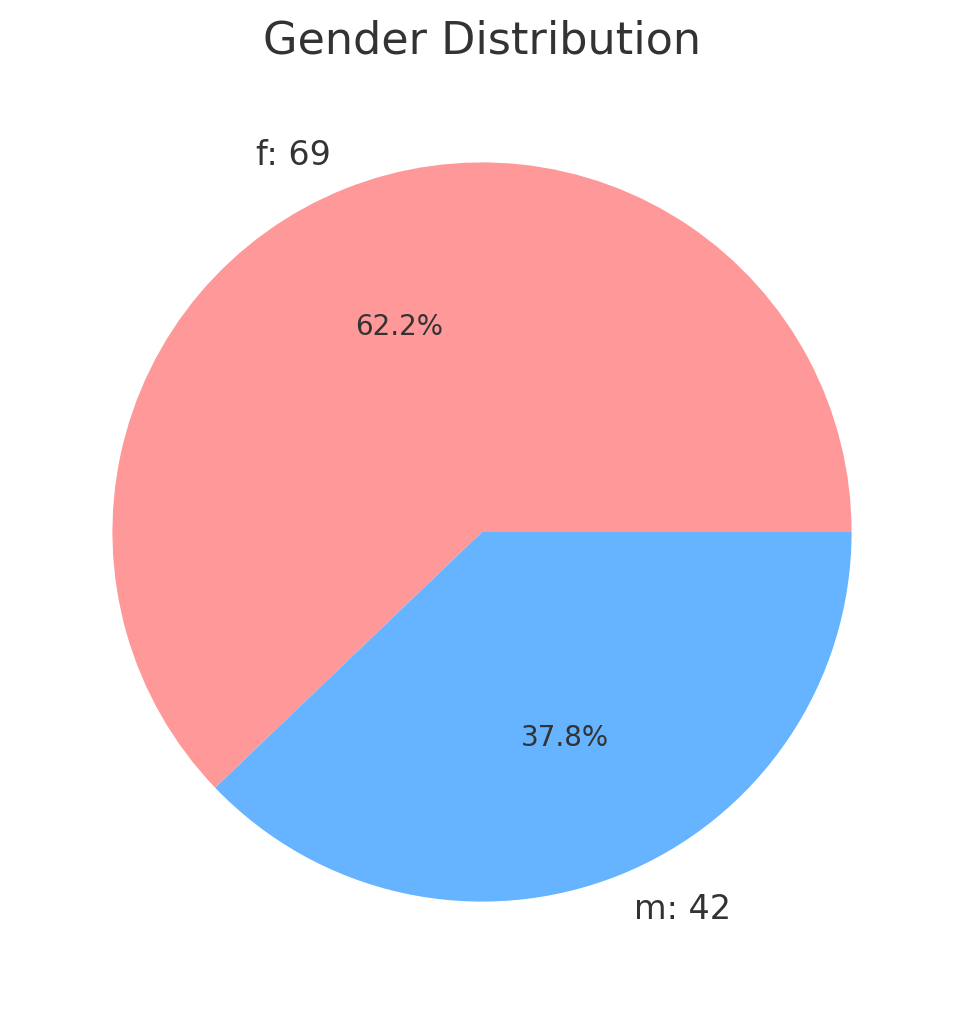 Gender Distribution
f: 69
62.2%
37.8%
m: 42